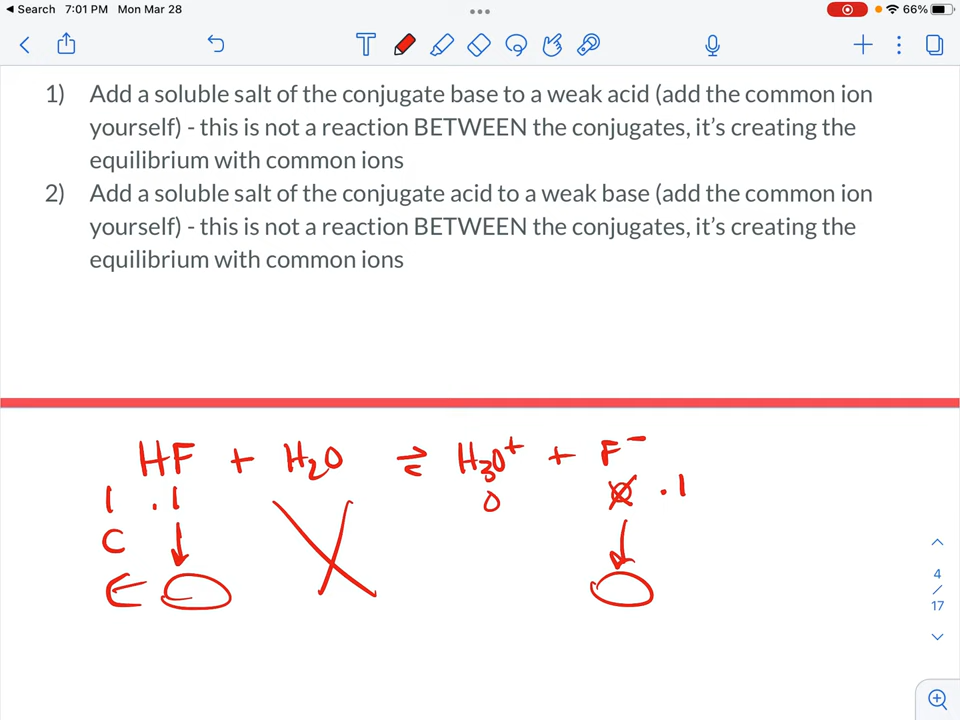 Search 7:01 PM Mon Mar 28 66%
1) Add a soluble salt of the conjugate base to a weak acid (add the common ion
yourself) - this is not a reaction BETWEEN the conjugates, it’s creating the
equilibrium with common ions
2) Add a soluble salt of the conjugate acid to a weak base (add the common ion
yourself) - this is not a reaction BETWEEN the conjugates, it’s creating the
equilibrium with common ions
HF + H₂O ⇌ H₃O⁺ + F⁻
I .1 0 0 .1
C
E
4
/
17